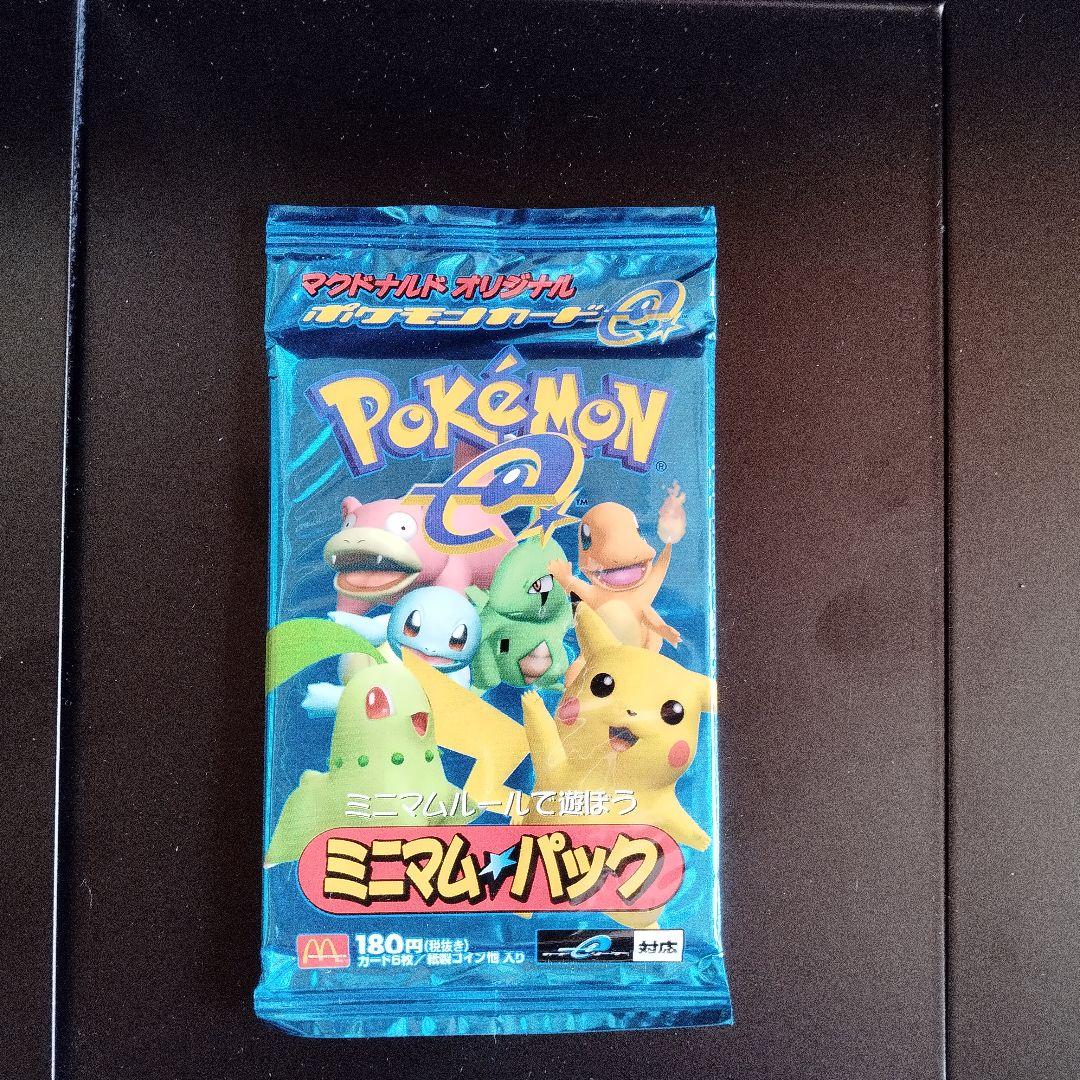 マクドナルド オリジナル
ポケモンカードe
POKéMON
®
e
TM
ミニマムルールで遊ぼう
ミニマム★パック
180円(税抜き)
カード6枚/紙製コイン他 入り
対応